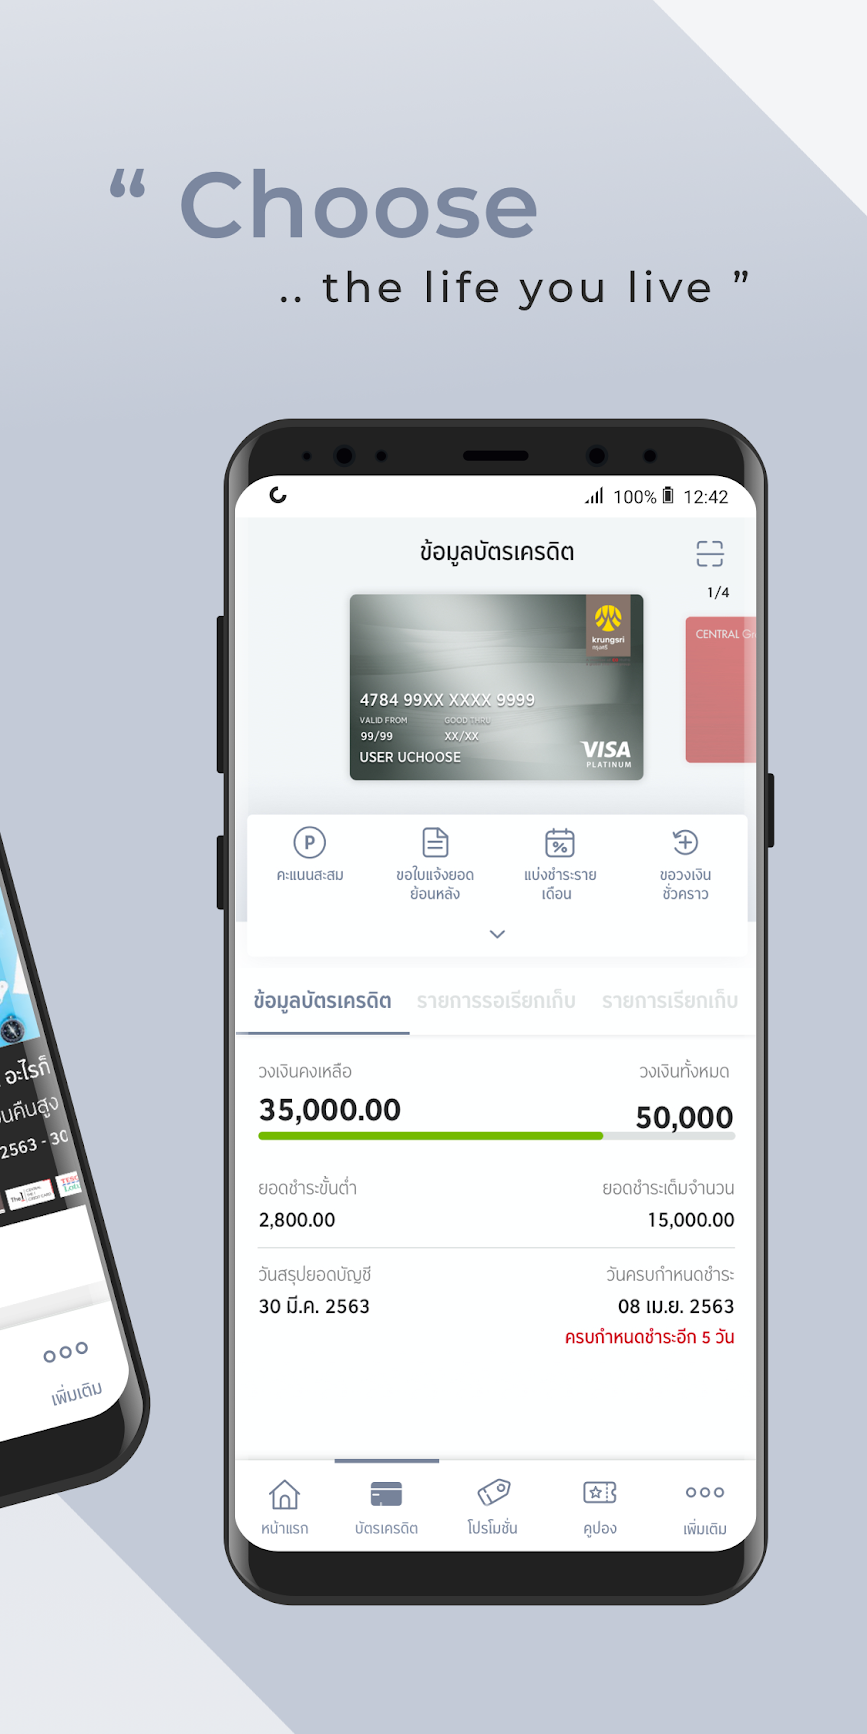 “ Choose
.. the life you live ”
100% 12:42
ข้อมูลบัตรเครดิต
1/4
krungsri
กรุงศรี
CENTRAL
4784 99XX XXXX 9999
VALID FROM GOOD THRU
99/99 XX/XX
USER UCHOOSE
VISA
PLATINUM
P
คะแนนสะสม
ขอใบแจ้งยอด
ย้อนหลัง
%
แบ่งชำระราย
เดือน
ขอวงเงิน
ชั่วคราว
ข้อมูลบัตรเครดิต รายการรอเรียกเก็บ รายการเรียกเก็บ
วงเงินคงเหลือ วงเงินทั้งหมด
35,000.00 50,000
ยอดชำระขั้นต่ำ ยอดชำระเต็มจำนวน
2,800.00 15,000.00
วันสรุปยอดบัญชี วันครบกำหนดชำระ
30 มี.ค. 2563 08 เม.ย. 2563
ครบกำหนดชำระอีก 5 วัน
หน้าแรก บัตรเครดิต โปรโมชั่น คูปอง เพิ่มเติม
อะไรก็
นคืนสูง
2563 - 30
The1
เพิ่มเติม